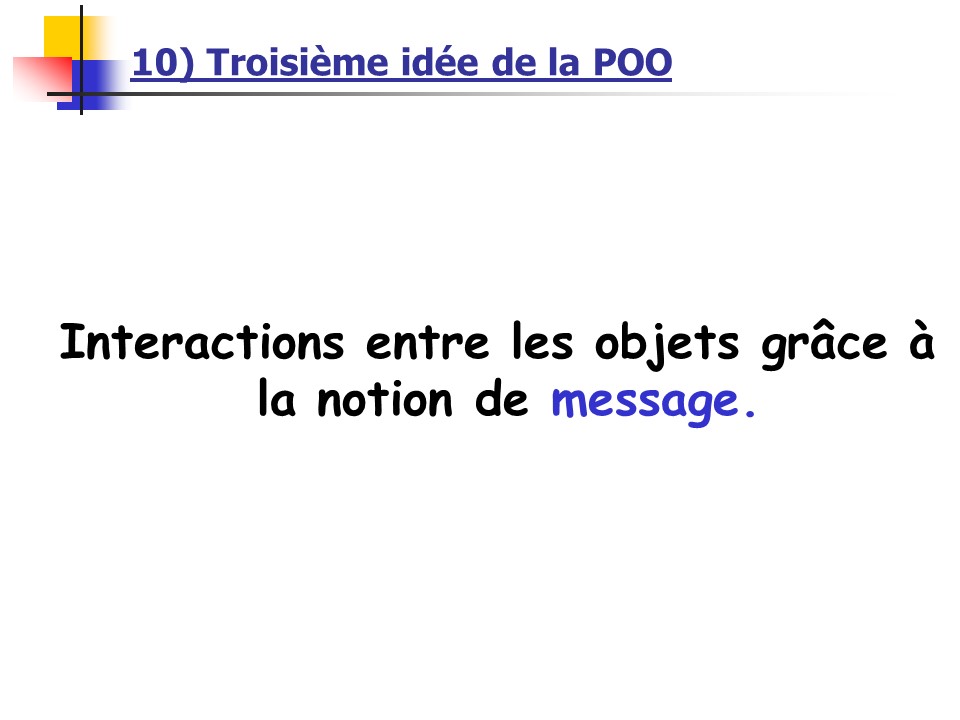 10) Troisième idée de la POO
Interactions entre les objets grâce à
la notion de message.